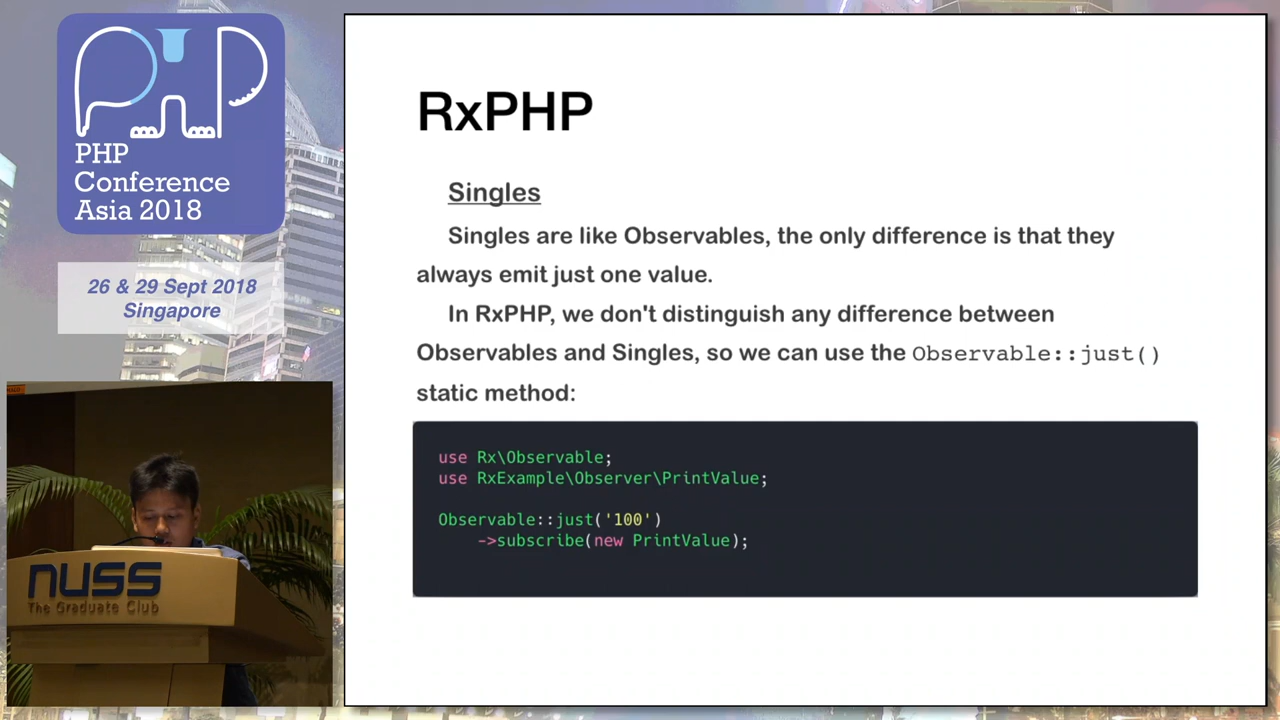 PHP
Conference
Asia 2018
26 & 29 Sept 2018
Singapore
nuss
The Graduate Club
RxPHP
Singles
Singles are like Observables, the only difference is that they
always emit just one value.
In RxPHP, we don't distinguish any difference between
Observables and Singles, so we can use the Observable::just()
static method:
use Rx\Observable;
use RxExample\Observer\PrintValue;
Observable::just('100')
->subscribe(new PrintValue);